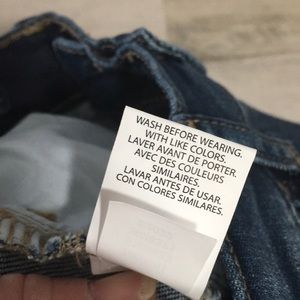 WASH BEFORE WEARING.
WITH LIKE COLORS.
LAVER AVANT DE PORTER.
AVEC DES COULEURS
SIMILAIRES.
LAVAR ANTES DE USAR.
CON COLORES SIMILARES.